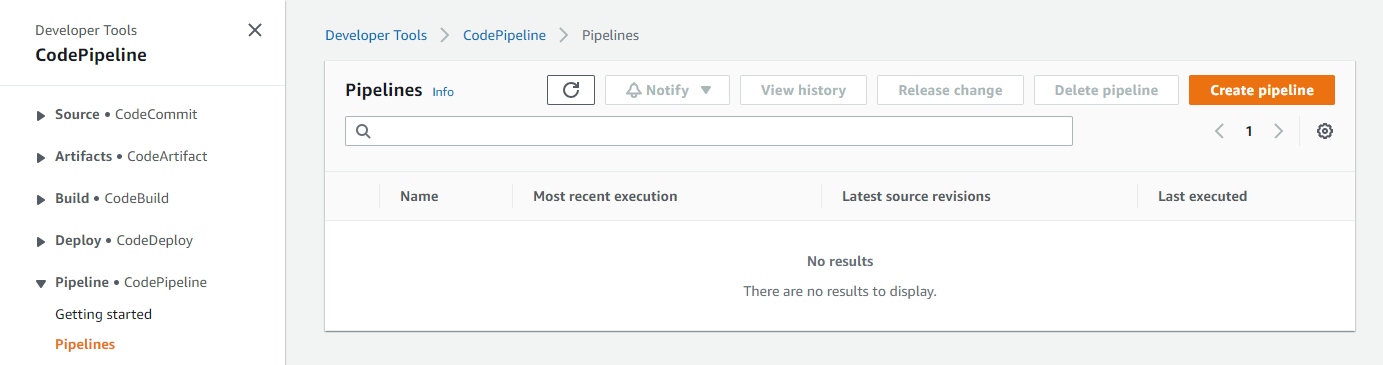 Developer Tools
CodePipeline
Source • CodeCommit
Artifacts • CodeArtifact
Build • CodeBuild
Deploy • CodeDeploy
Pipeline • CodePipeline
Getting started
Pipelines
Developer Tools CodePipeline Pipelines
Pipelines Info Notify View history Release change Delete pipeline Create pipeline
1
Name Most recent execution Latest source revisions Last executed
No results
There are no results to display.